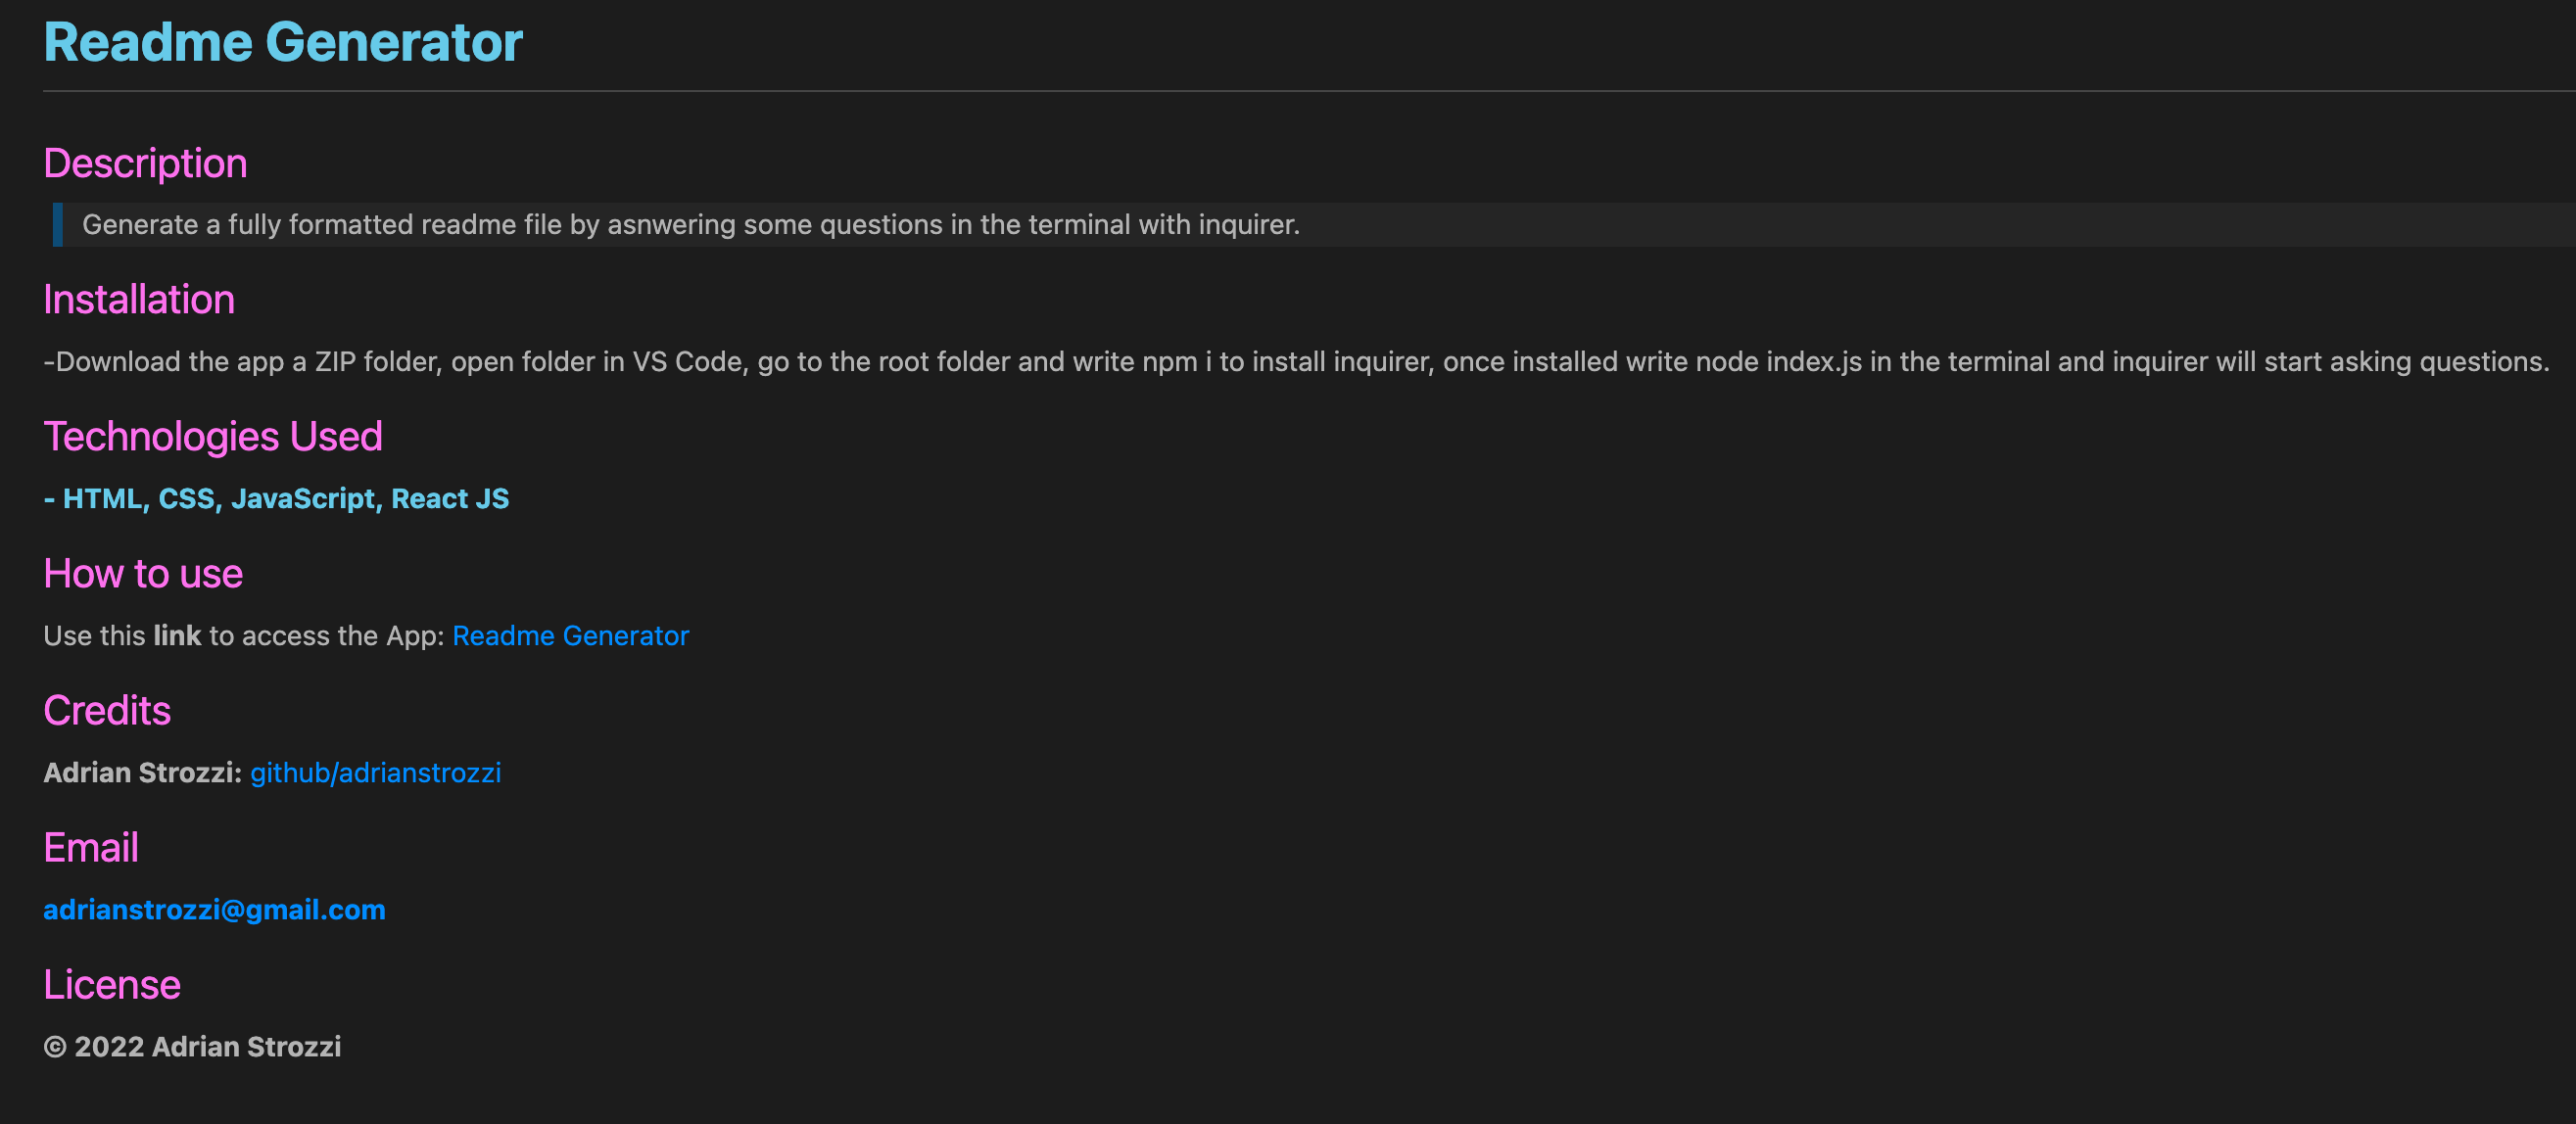 Readme Generator
Description
Generate a fully formatted readme file by asnwering some questions in the terminal with inquirer.
Installation
-Download the app a ZIP folder, open folder in VS Code, go to the root folder and write npm i to install inquirer, once installed write node index.js in the terminal and inquirer will start asking questions.
Technologies Used
- HTML, CSS, JavaScript, React JS
How to use
Use this link to access the App: Readme Generator
Credits
Adrian Strozzi: github/adrianstrozzi
Email
adrianstrozzi@gmail.com
License
© 2022 Adrian Strozzi